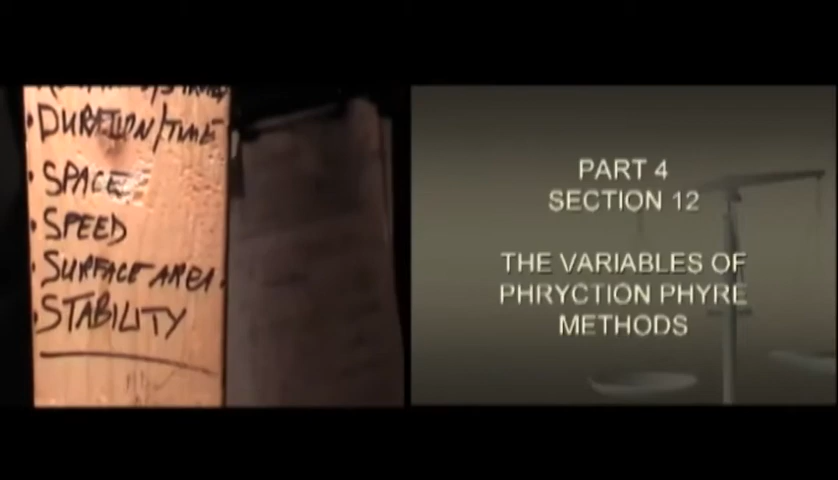 • DURATION/TIME
• SPACE
• SPEED
• SURFACE AREA
• STABILITY
PART 4
SECTION 12
THE VARIABLES OF
PHRYCTION PHYRE
METHODS